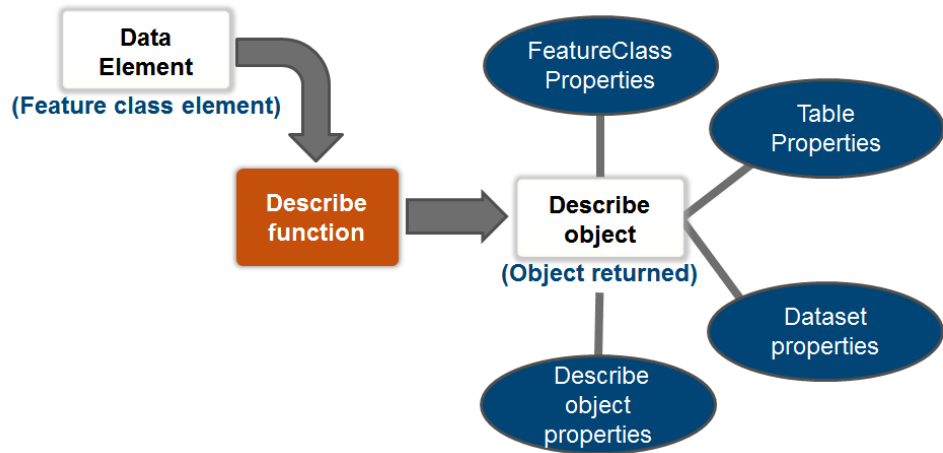 Data
Element
(Feature class element)
Describe
function
Describe
object
(Object returned)
FeatureClass
Properties
Table
Properties
Dataset
properties
Describe
object
properties